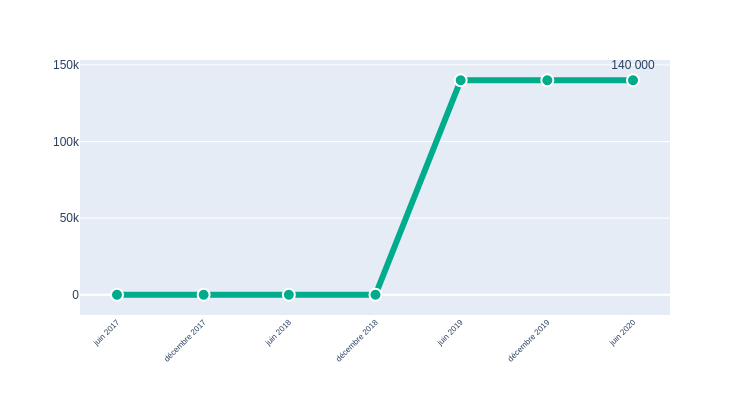 150k
140 000
100k
50k
0
juin 2017
décembre 2017
juin 2018
décembre 2018
juin 2019
décembre 2019
juin 2020